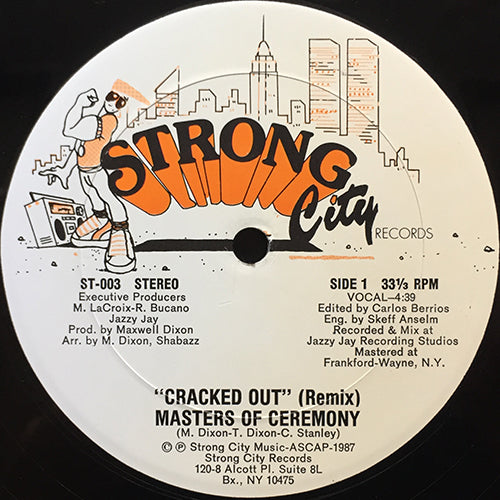 STRONG
City
RECORDS
ST-003 STEREO
Executive Producers
M. LaCroix-R. Bucano
Jazzy Jay
Prod. by Maxwell Dixon
Arr. by M. Dixon, Shabazz
SIDE 1 33⅓ RPM
VOCAL–4:39
Edited by Carlos Berrios
Eng. by Skeff Anselm
Recorded & Mix at
Jazzy Jay Recording Studios
Mastered at
Frankford-Wayne, N.Y.
"CRACKED OUT" (Remix)
MASTERS OF CEREMONY
(M. Dixon-T. Dixon-C. Stanley)
© ℗ Strong City Music-ASCAP-1987
Strong City Records
120-8 Alcott Pl. Suite 8L
Bx., NY 10475